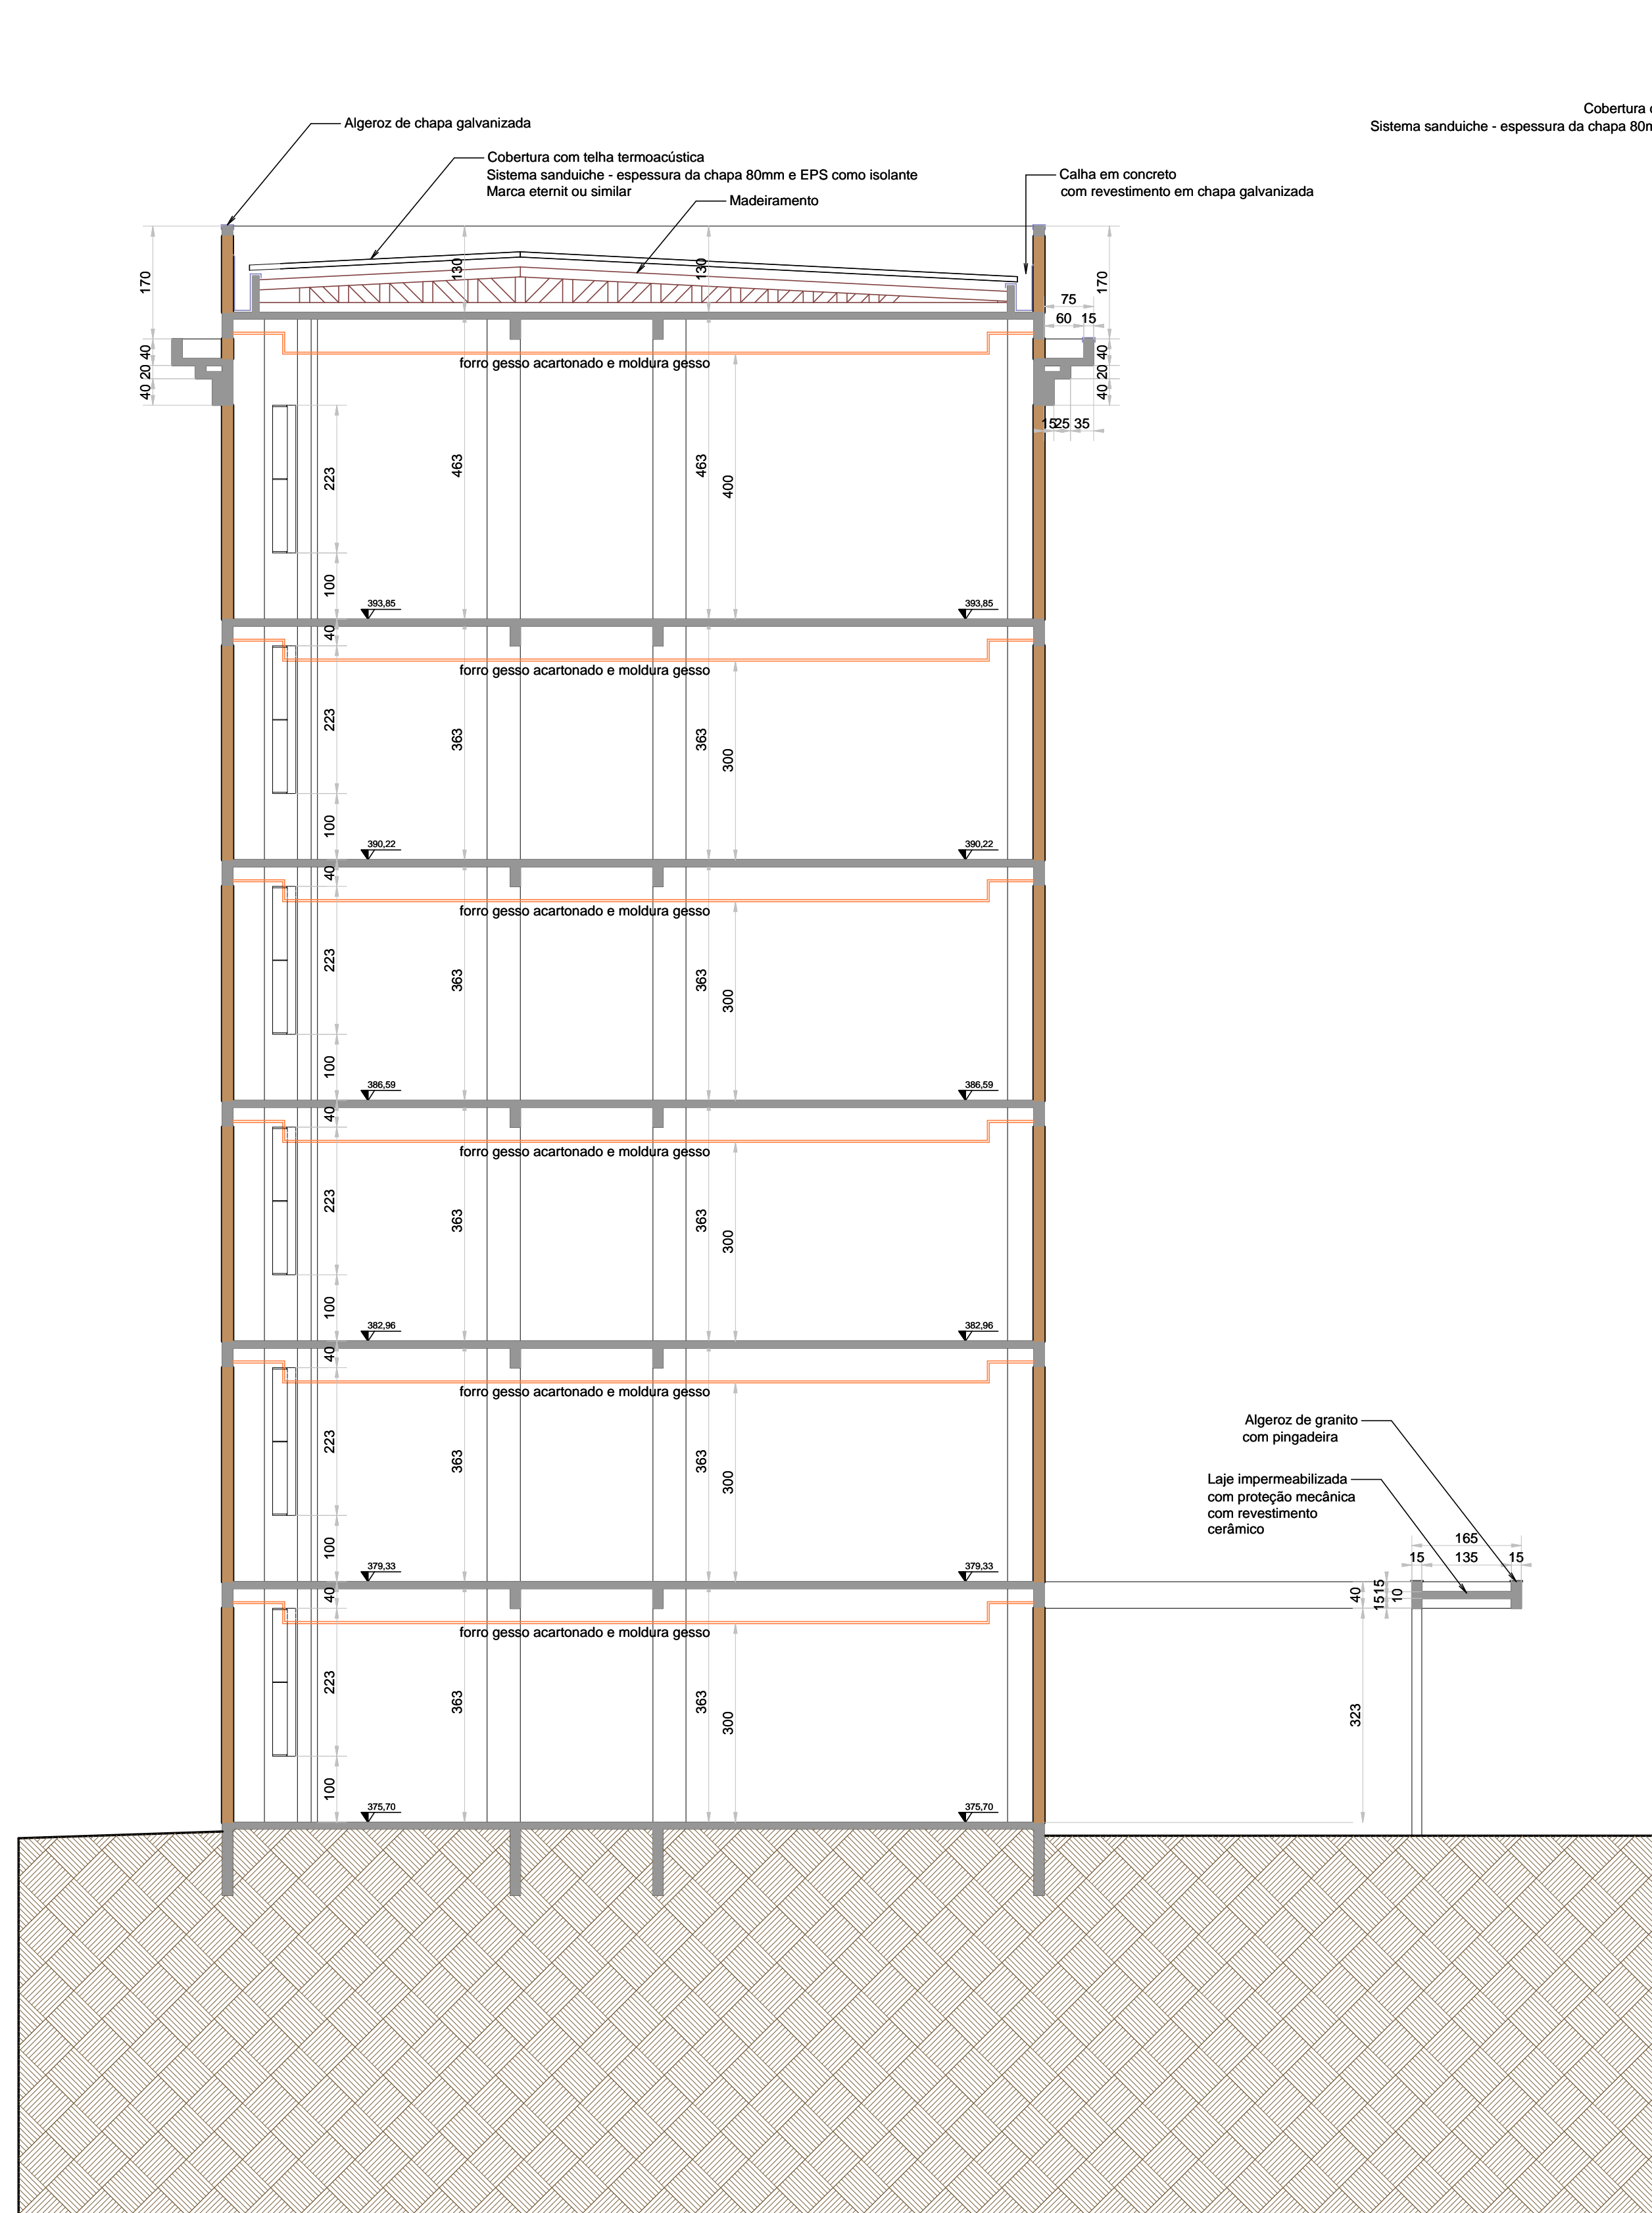 Cobertura
Sistema sanduiche - espessura da chapa 80m
Algeroz de chapa galvanizada
Cobertura com telha termoacústica
Sistema sanduiche - espessura da chapa 80mm e EPS como isolante
Marca eternit ou similar
Madeiramento
Calha em concreto
com revestimento em chapa galvanizada
170
130
130
170
75
60 15
40
20
40
40
20
40
15 25 35
forro gesso acartonado e moldura gesso
223
463
463
400
100
393,85
393,85
40
forro gesso acartonado e moldura gesso
223
363
363
300
100
390,22
390,22
40
forro gesso acartonado e moldura gesso
223
363
363
300
100
386,59
386,59
40
forro gesso acartonado e moldura gesso
223
363
363
300
100
382,96
382,96
40
forro gesso acartonado e moldura gesso
223
363
363
300
100
379,33
379,33
40
forro gesso acartonado e moldura gesso
223
363
363
300
100
375,70
375,70
Algeroz de granito
com pingadeira
Laje impermeabilizada
com proteção mecânica
com revestimento
cerâmico
165
15 135 15
40
15
15
10
323